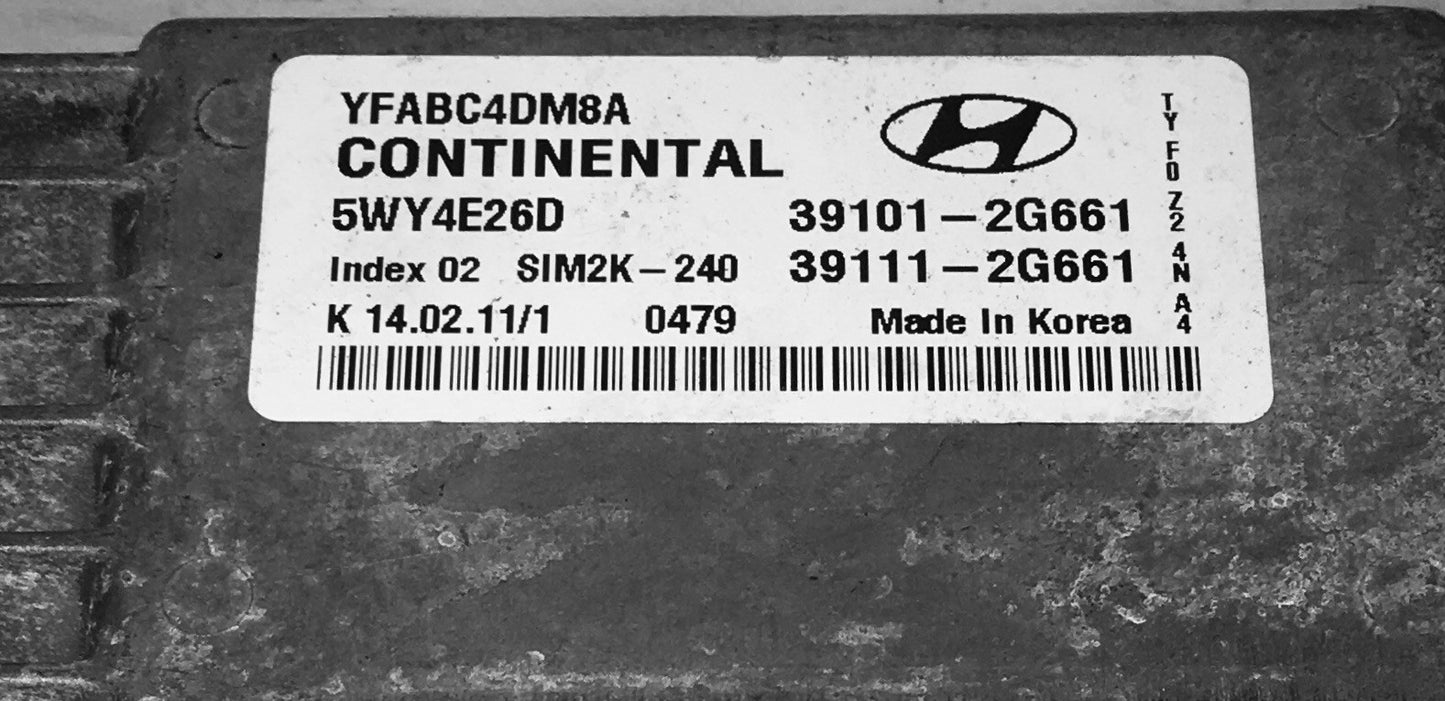 YFABC4DM8A
CONTINENTAL
5WY4E26D 39101-2G661
Index 02 SIM2K-240 39111-2G661
K 14.02.11/1 0479 Made In Korea
TY F0 Z2 4N A4